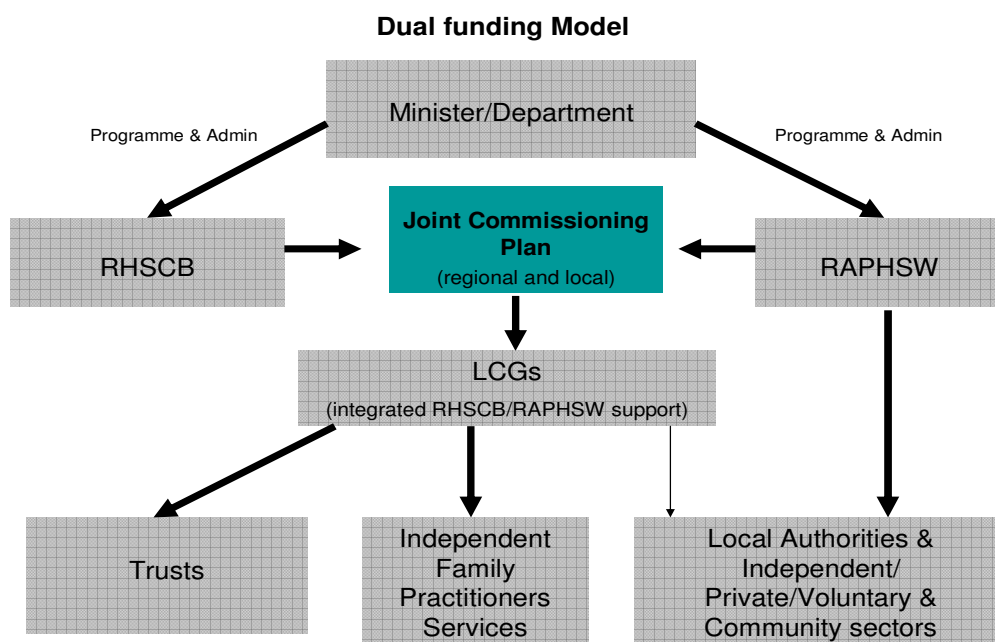 Dual funding Model
Minister/Department
Programme & Admin
Programme & Admin
RHSCB
Joint Commissioning
Plan
(regional and local)
RAPHSW
LCGs
(integrated RHSCB/RAPHSW support)
Trusts
Independent
Family
Practitioners
Services
Local Authorities &
Independent/
Private/Voluntary &
Community sectors